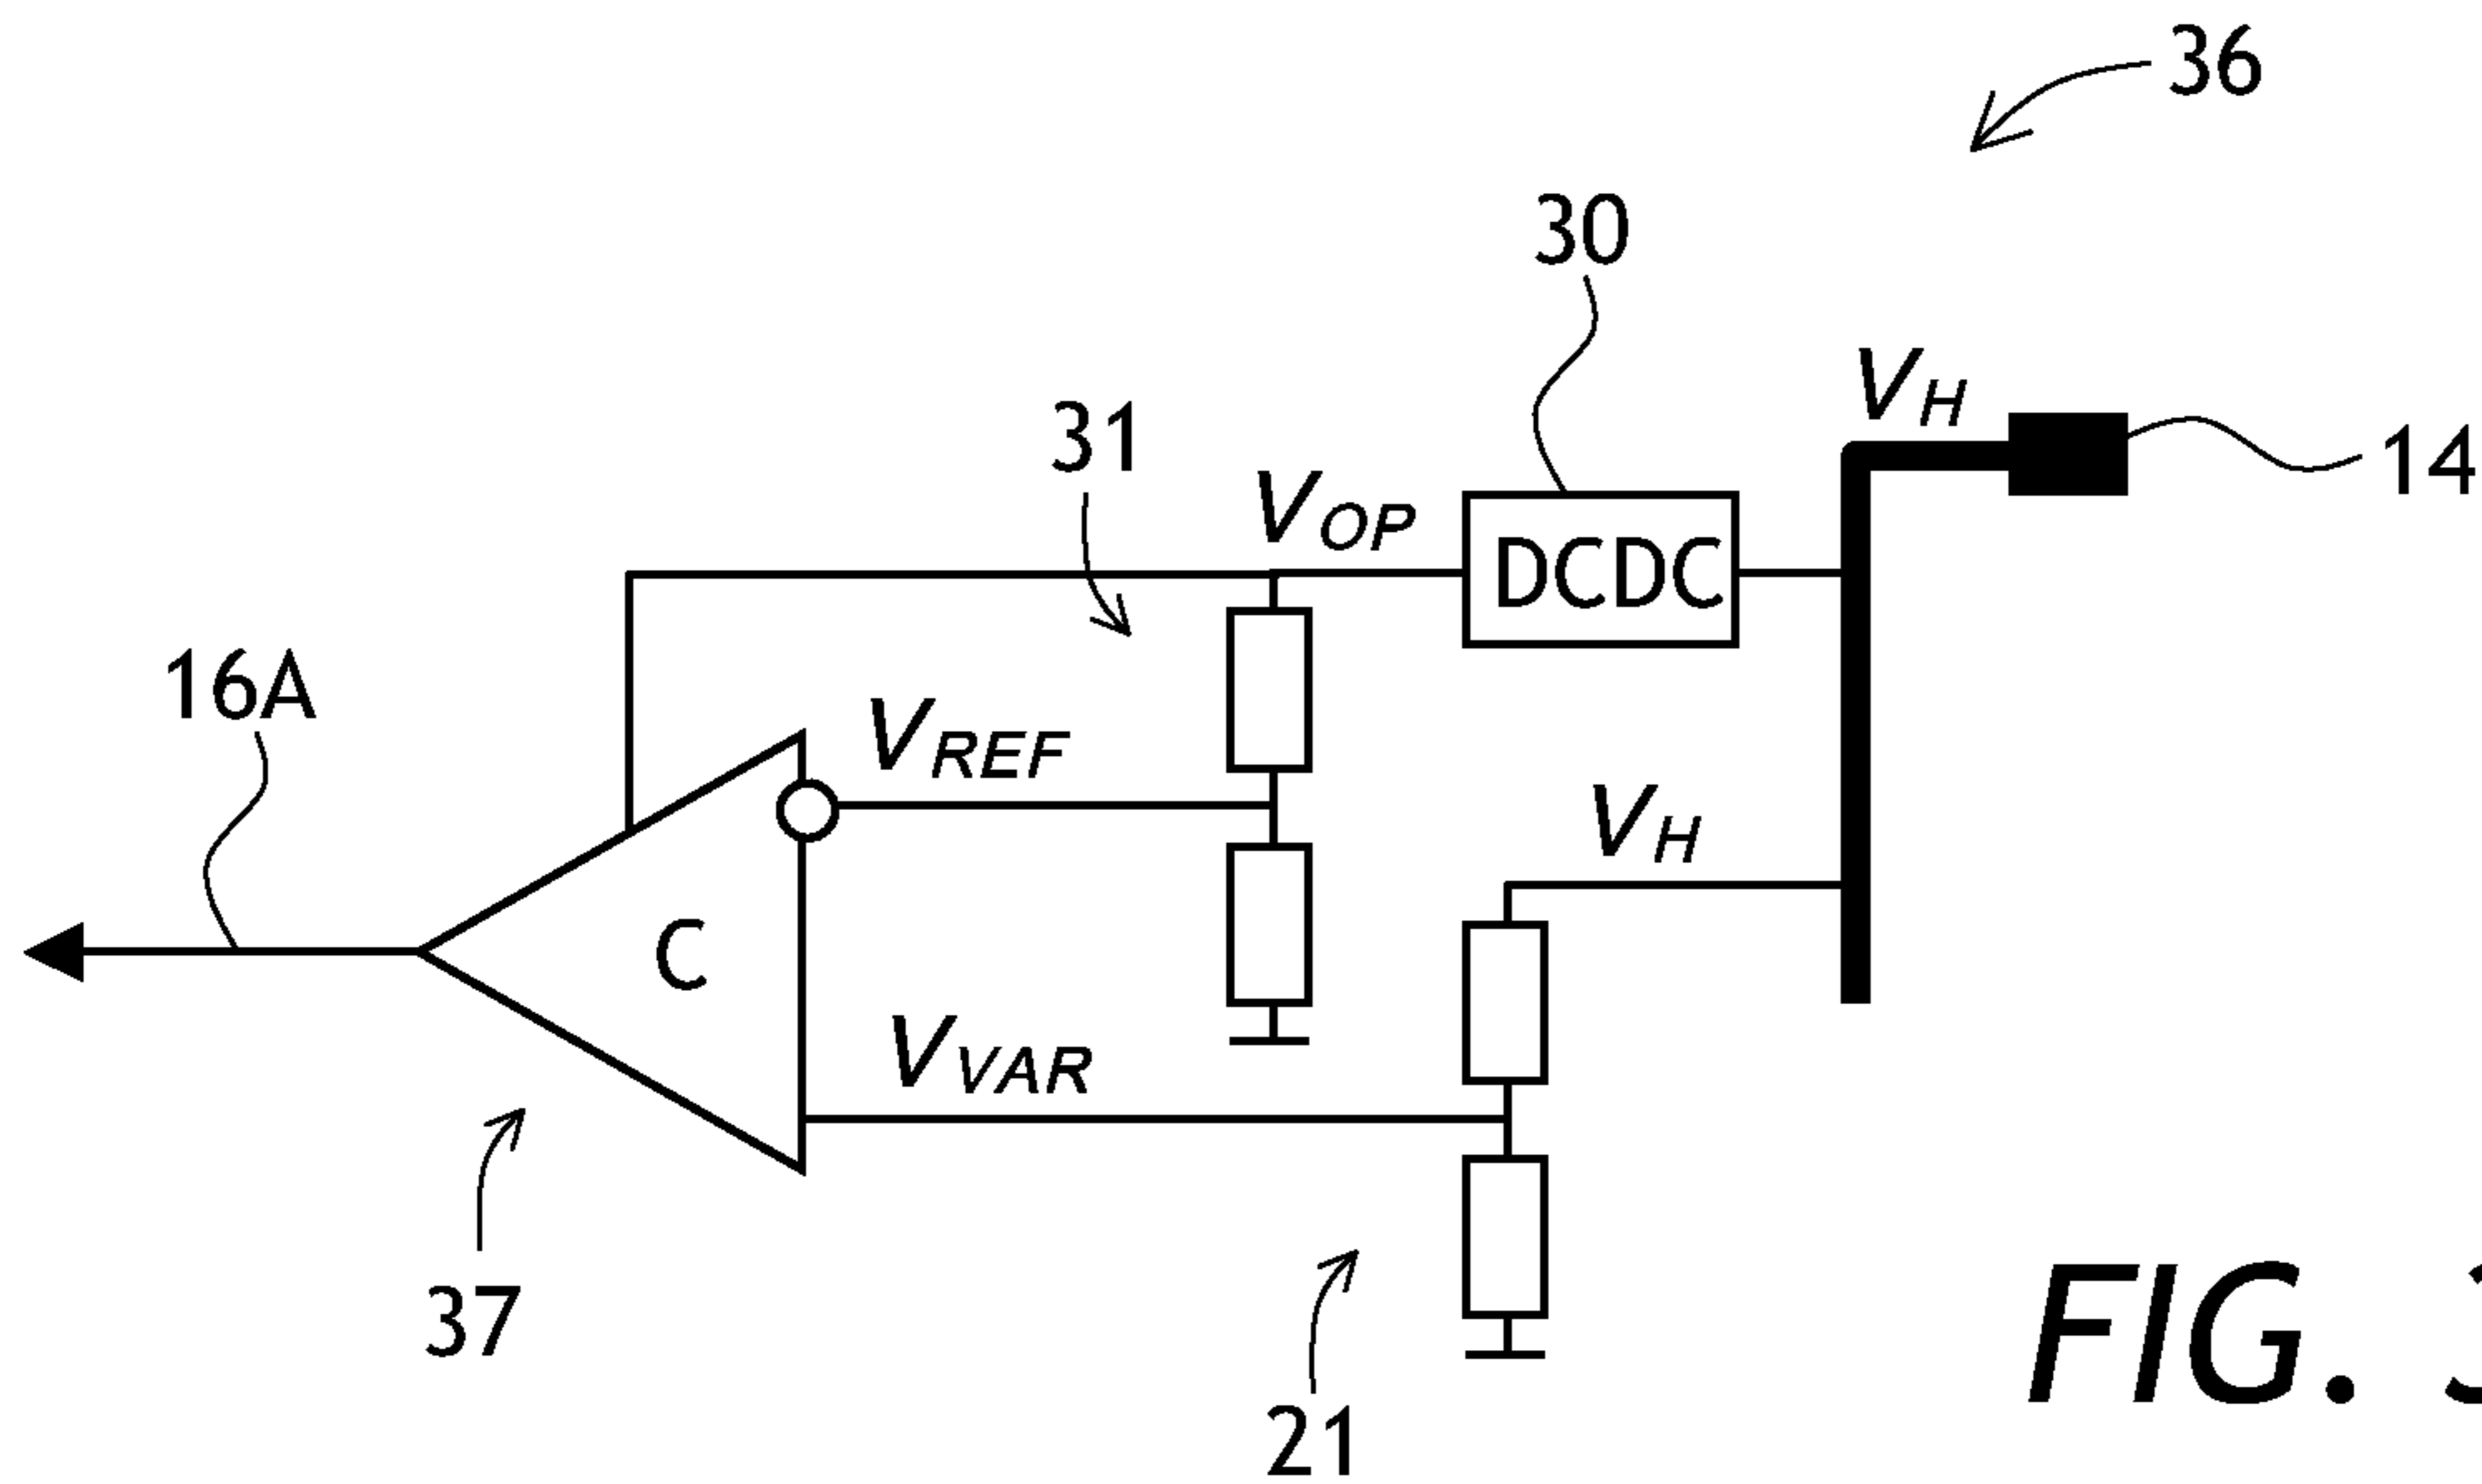 36
30
V_H
14
31
V_OP
DCDC
16A
V_REF
V_H
C
V_VAR
37
21
FIG.